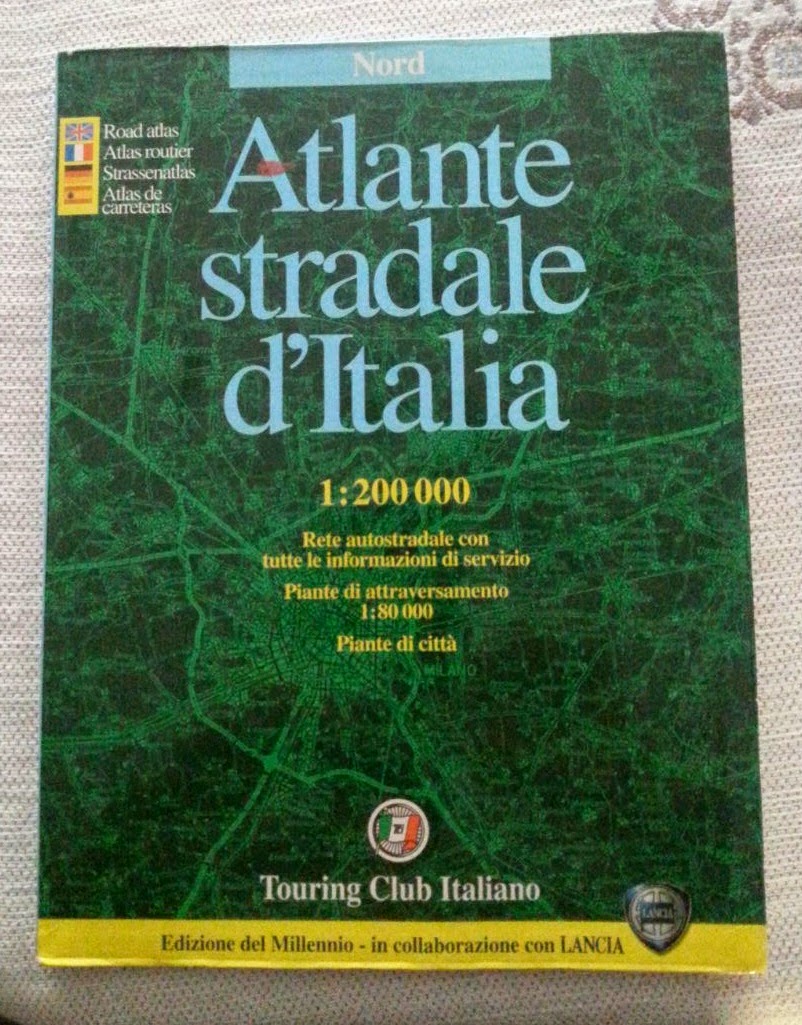 Nord
Road atlas
Atlas routier
Strassenatlas
Atlas de
carreteras
Atlante
stradale
d'Italia
1:200 000
Rete autostradale con
tutte le informazioni di servizio
Piante di attraversamento
1:80 000
Piante di città
MILANO
Touring Club Italiano
LANCIA
Edizione del Millennio - in collaborazione con LANCIA